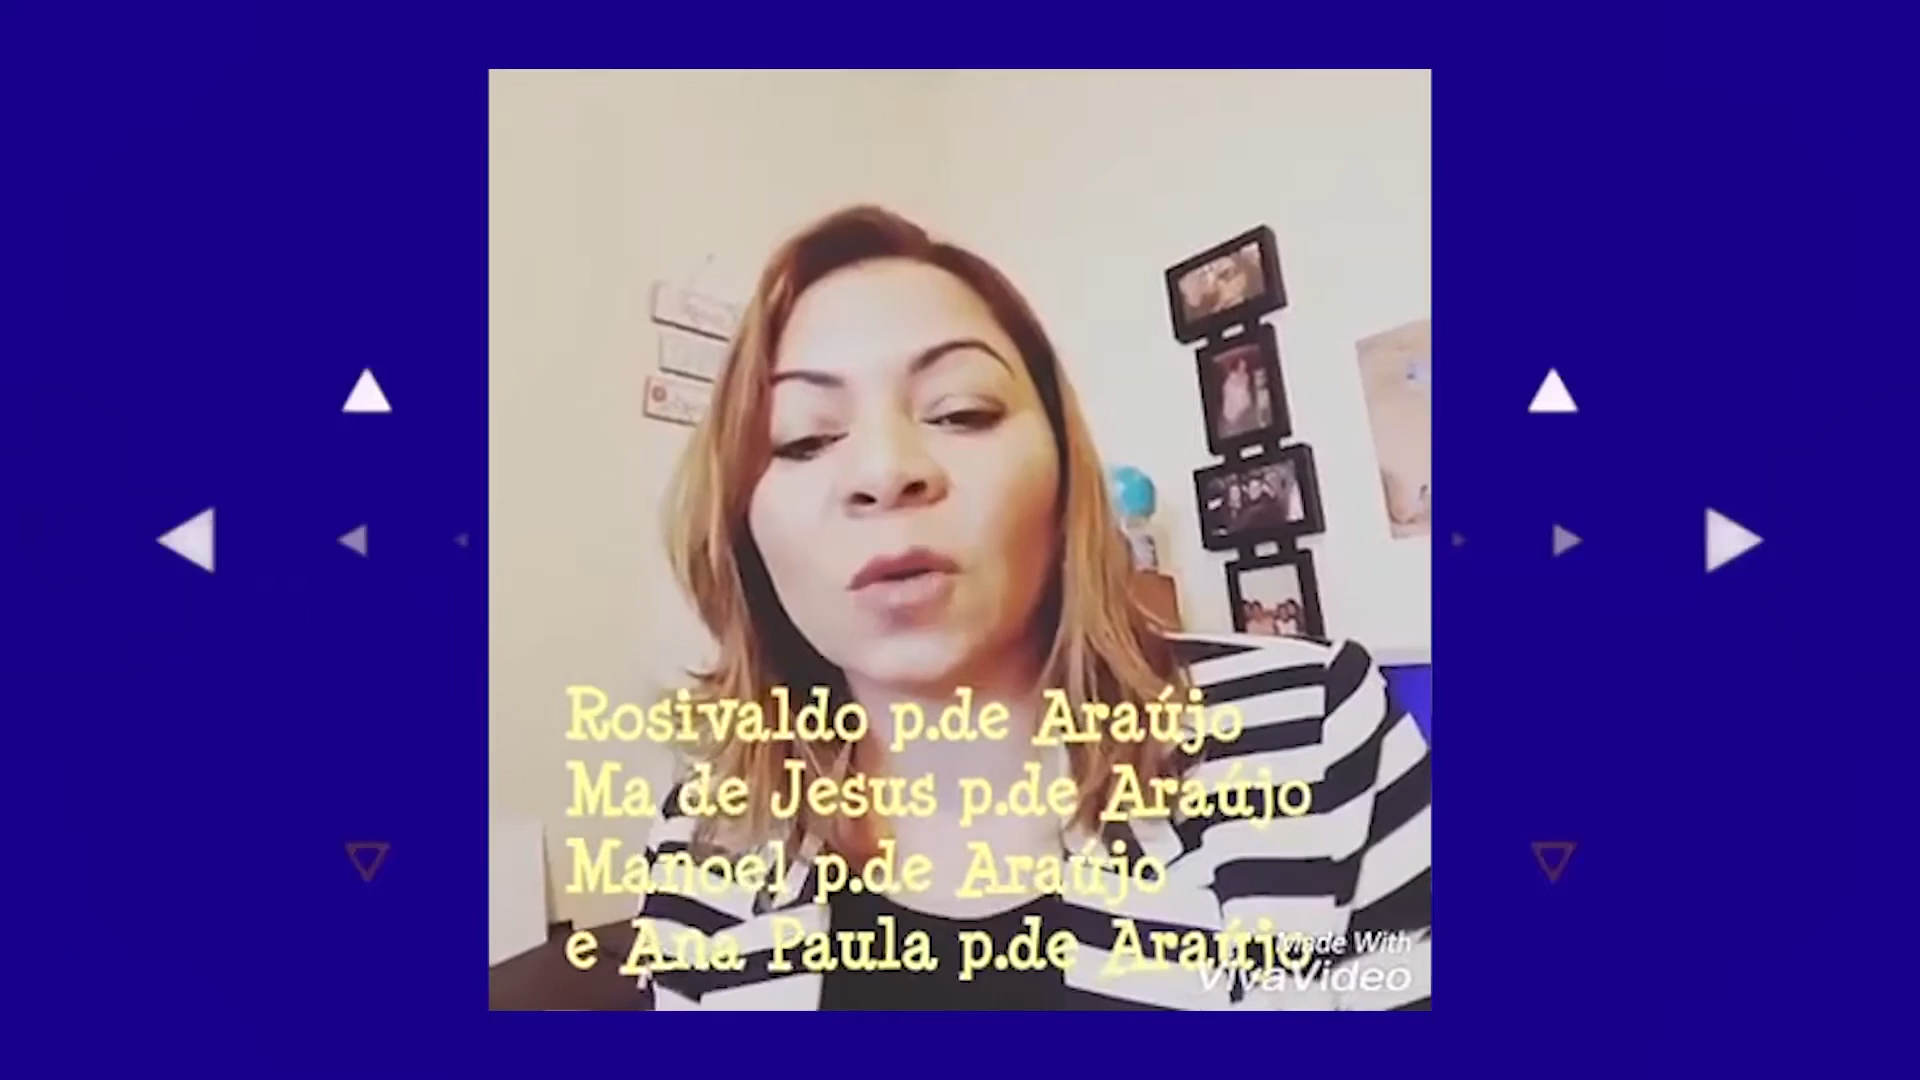 Rosivaldo p.de Araújo
Ma de Jesus p.de Araújo
Manoel p.de Araújo
e Ana Paula p.de Araújo
Made With
VivaVideo